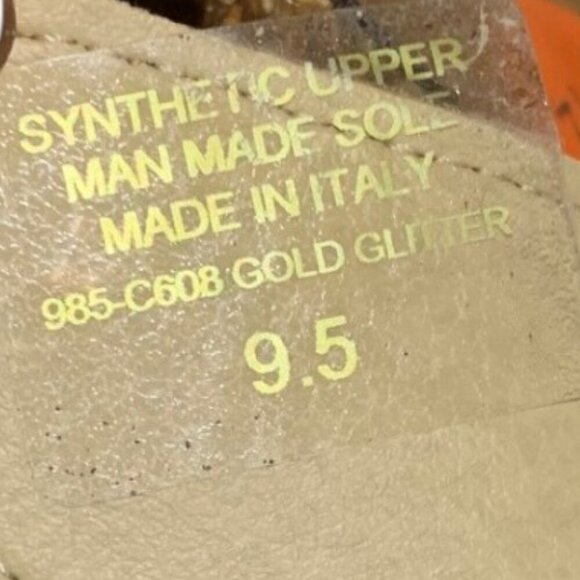 SYNTHETIC UPPER
MAN MADE SOLE
MADE IN ITALY
985-C608 GOLD GLITTER
9.5